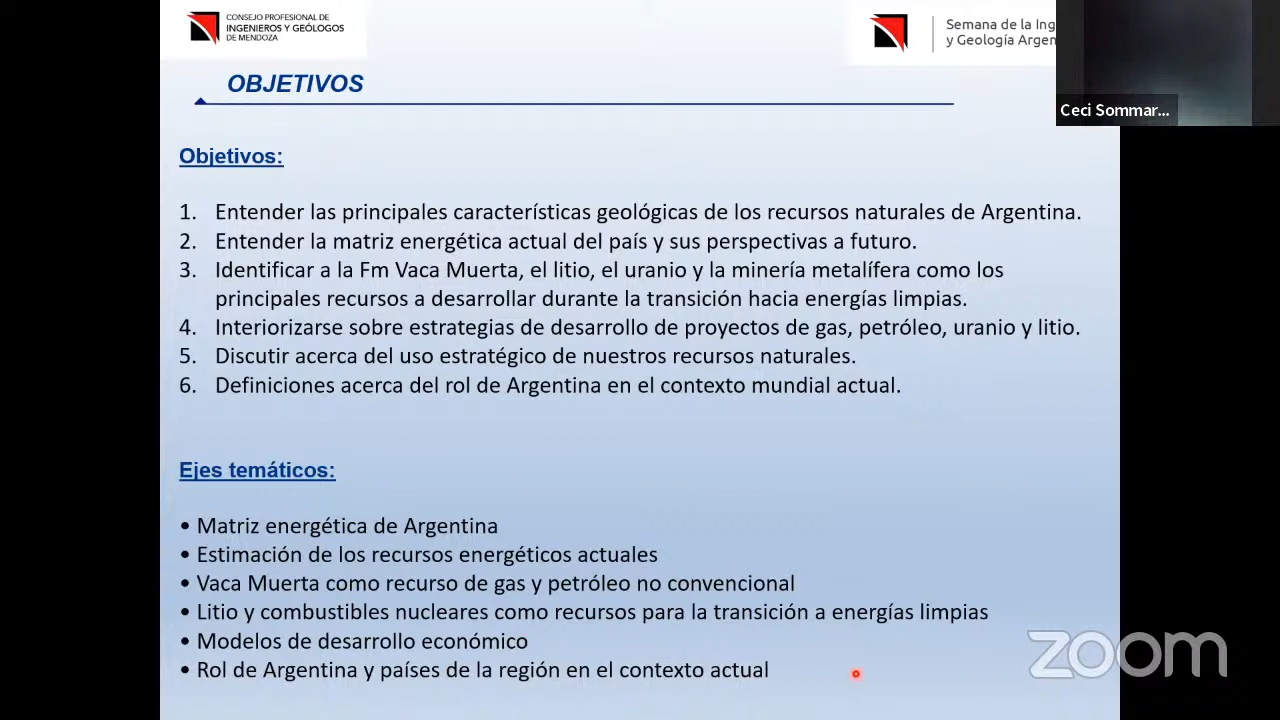 CONSEJO PROFESIONAL DE
INGENIEROS Y GEÓLOGOS
DE MENDOZA
Semana de la Ing
y Geología Argen
Ceci Sommar...
OBJETIVOS
Objetivos:
1. Entender las principales características geológicas de los recursos naturales de Argentina.
2. Entender la matriz energética actual del país y sus perspectivas a futuro.
3. Identificar a la Fm Vaca Muerta, el litio, el uranio y la minería metalífera como los
principales recursos a desarrollar durante la transición hacia energías limpias.
4. Interiorizarse sobre estrategias de desarrollo de proyectos de gas, petróleo, uranio y litio.
5. Discutir acerca del uso estratégico de nuestros recursos naturales.
6. Definiciones acerca del rol de Argentina en el contexto mundial actual.
Ejes temáticos:
• Matriz energética de Argentina
• Estimación de los recursos energéticos actuales
• Vaca Muerta como recurso de gas y petróleo no convencional
• Litio y combustibles nucleares como recursos para la transición a energías limpias
• Modelos de desarrollo económico
• Rol de Argentina y países de la región en el contexto actual
zoom